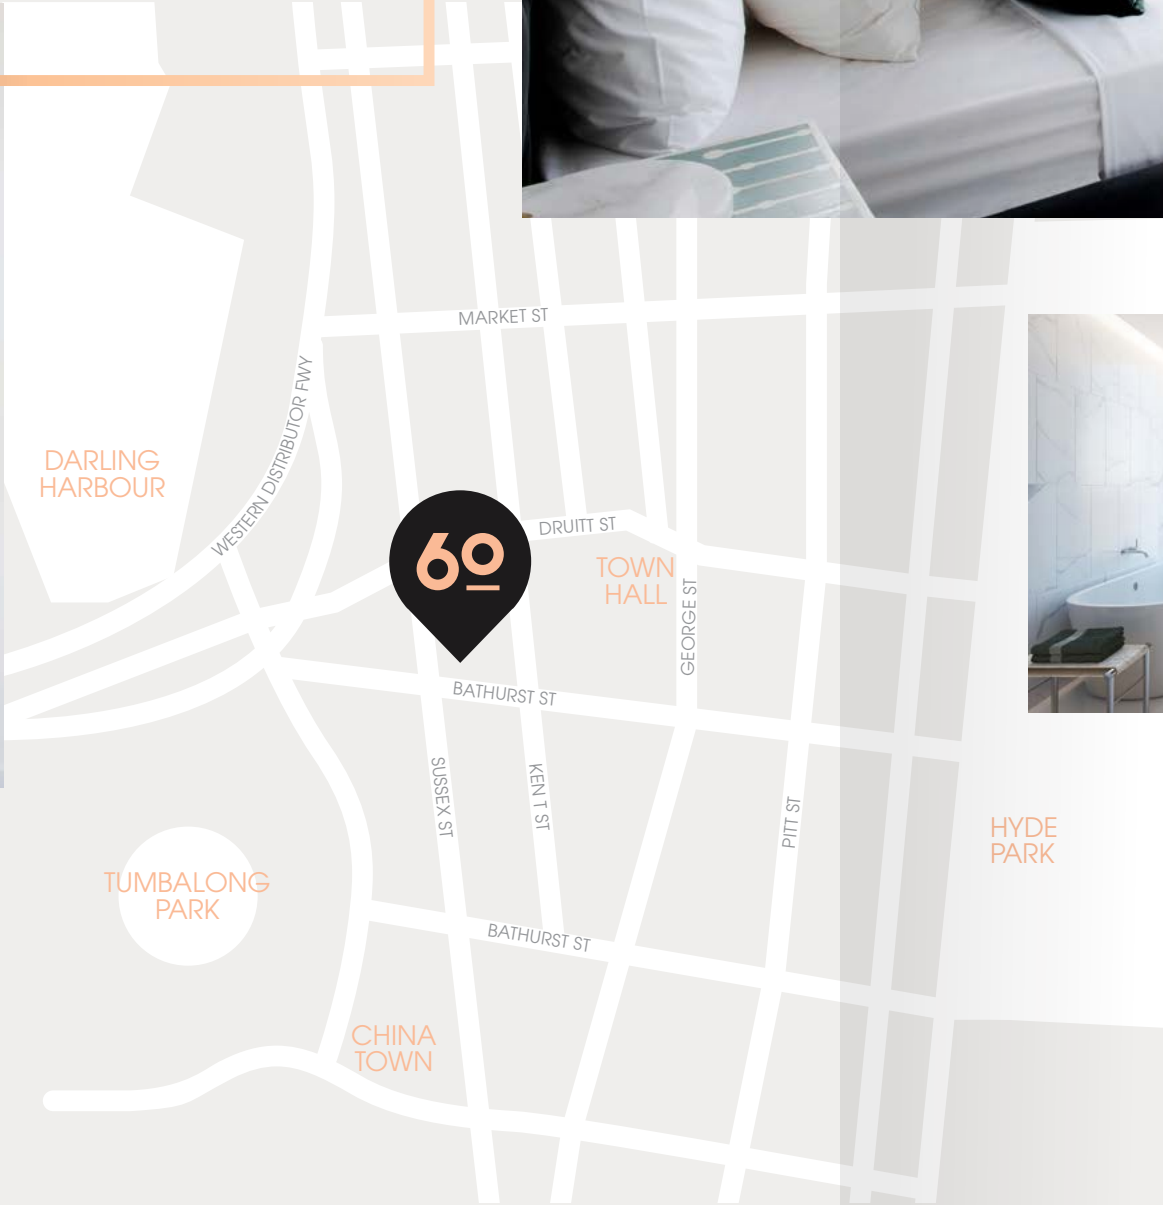 MARKET ST
WESTERN DISTRIBUTOR FWY
DARLING
HARBOUR
60
DRUITT ST
TOWN
HALL
GEORGE ST
BATHURST ST
SUSSEX ST
KEN T ST
PITT ST
HYDE
PARK
TUMBALONG
PARK
BATHURST ST
CHINA
TOWN